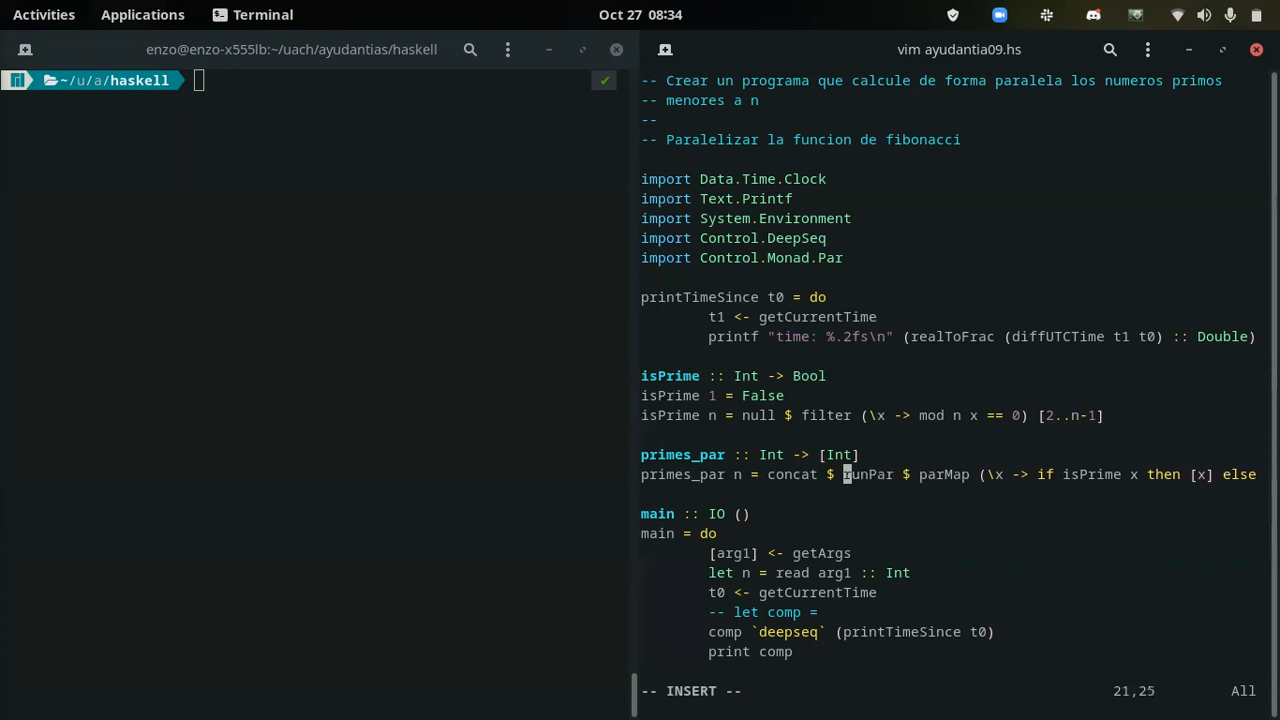 Activities Applications Terminal Oct 27 08:34
enzo@enzo-x555lb:~/uach/ayudantias/haskell
~/u/a/haskell
vim ayudantia09.hs
-- Crear un programa que calcule de forma paralela los numeros primos
-- menores a n
--
-- Paralelizar la funcion de fibonacci
import Data.Time.Clock
import Text.Printf
import System.Environment
import Control.DeepSeq
import Control.Monad.Par
printTimeSince t0 = do
t1 <- getCurrentTime
printf "time: %.2fs\n" (realToFrac (diffUTCTime t1 t0) :: Double)
isPrime :: Int -> Bool
isPrime 1 = False
isPrime n = null $ filter (\x -> mod n x == 0) [2..n-1]
primes_par :: Int -> [Int]
primes_par n = concat $ runPar $ parMap (\x -> if isPrime x then [x] else
main :: IO ()
main = do
[arg1] <- getArgs
let n = read arg1 :: Int
t0 <- getCurrentTime
-- let comp =
comp `deepseq` (printTimeSince t0)
print comp
-- INSERT -- 21,25 All